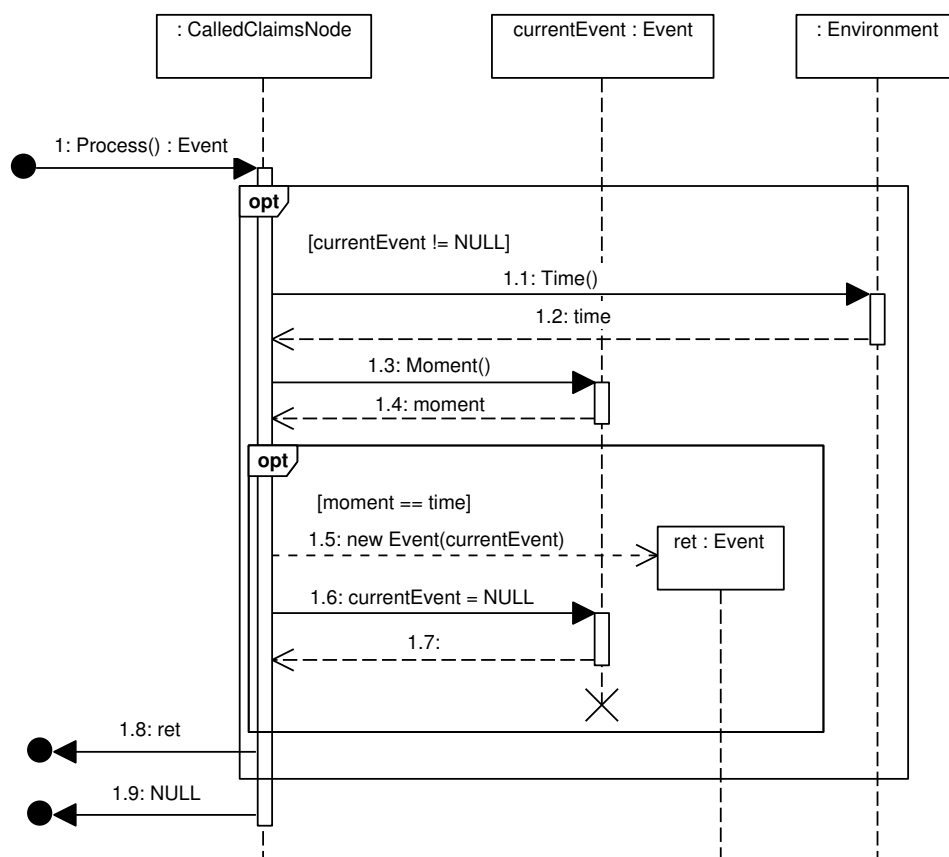 : CalledClaimsNode
currentEvent : Event
: Environment
1: Process() : Event
opt
[currentEvent != NULL]
1.1: Time()
1.2: time
1.3: Moment()
1.4: moment
opt
[moment == time]
1.5: new Event(currentEvent)
ret : Event
1.6: currentEvent = NULL
1.7:
1.8: ret
1.9: NULL